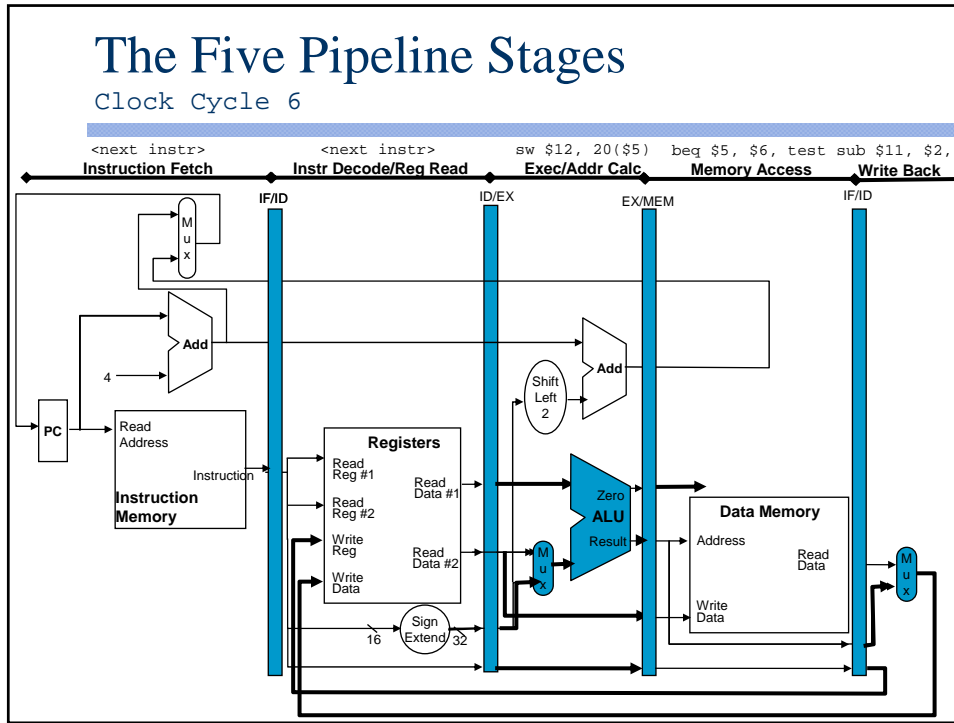 The Five Pipeline Stages
Clock Cycle 6
<next instr>
Instruction Fetch
<next instr>
Instr Decode/Reg Read
sw $12, 20($5)
Exec/Addr Calc
beq $5, $6, test
Memory Access
sub $11, $2,
Write Back
IF/ID
ID/EX
EX/MEM
IF/ID
M
u
x
Add
4
PC
Read
Address
Instruction
Instruction
Memory
Registers
Read
Reg #1
Read
Reg #2
Write
Reg
Write
Data
Read
Data #1
Read
Data #2
16
Sign
Extend
32
Shift
Left
2
Add
M
u
x
Zero
ALU
Result
Data Memory
Address
Read
Data
Write
Data
M
u
x